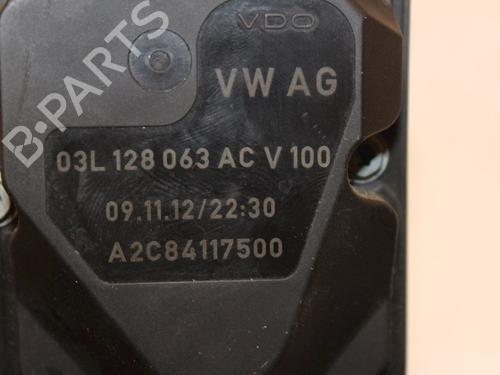 VDO
VW AG
03L 128 063 AC V 100
09.11.12/22:30
A2C84117500
B-PARTS